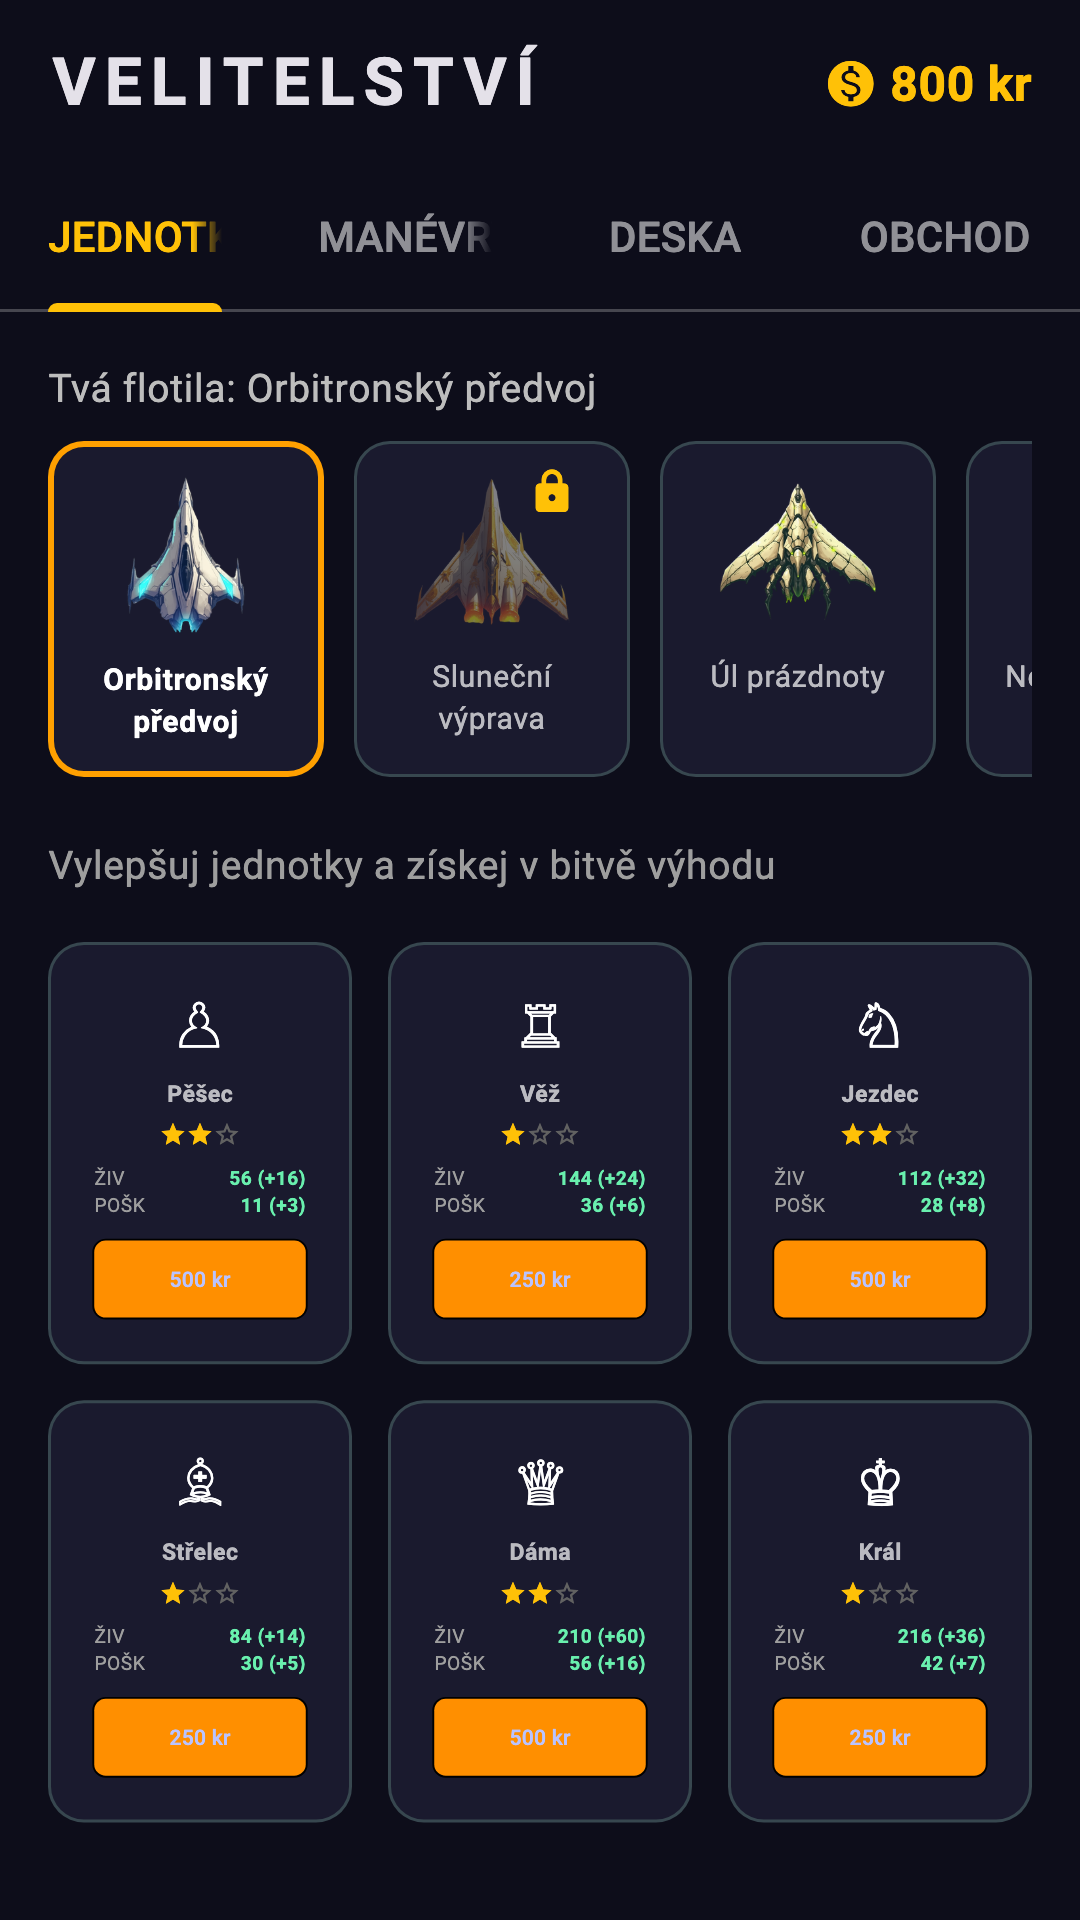 VELITELSTVÍ
800 kr
JEDNOT
MANÉVR
DESKA
OBCHOD
Tvá flotila: Orbitronský předvoj
Orbitronský
předvoj
Sluneční
výprava
Úl prázdnoty
Vylepšuj jednotky a získej v bitvě výhodu
Pěšec
ŽIV 56 (+16)
POŠK 11 (+3)
500 kr
Věž
ŽIV 144 (+24)
POŠK 36 (+6)
250 kr
Jezdec
ŽIV 112 (+32)
POŠK 28 (+8)
500 kr
Střelec
ŽIV 84 (+14)
POŠK 30 (+5)
250 kr
Dáma
ŽIV 210 (+60)
POŠK 56 (+16)
500 kr
Král
ŽIV 216 (+36)
POŠK 42 (+7)
250 kr